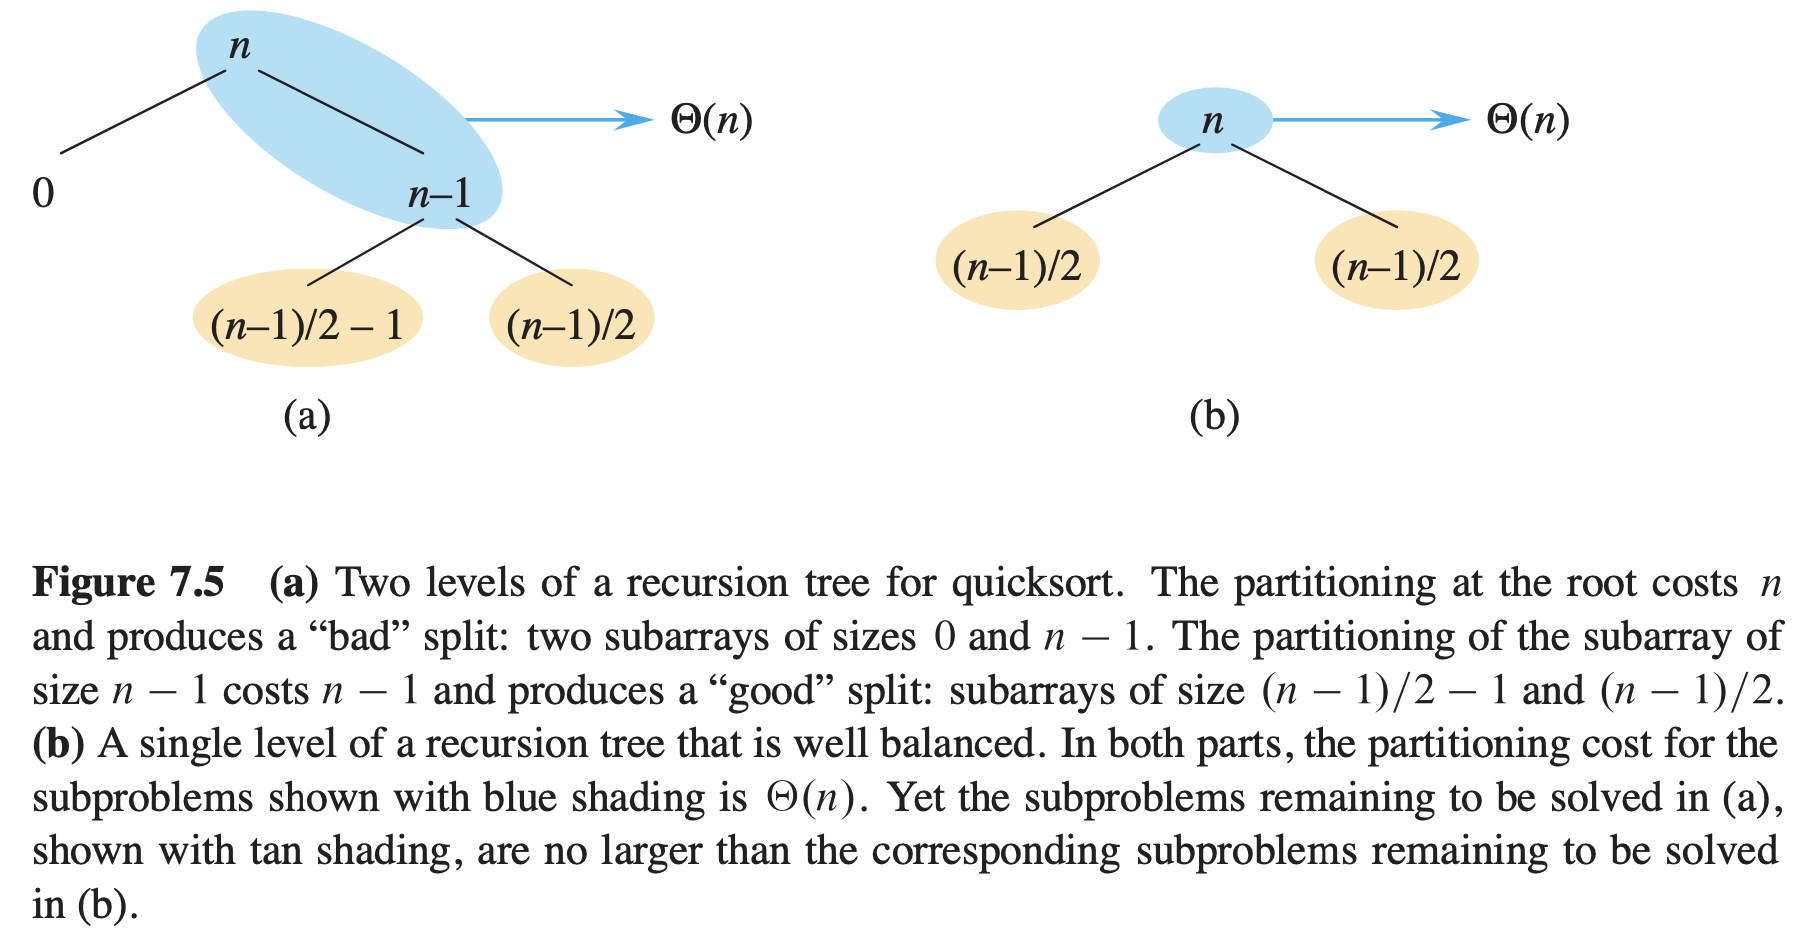 n
Θ(n)
0
n–1
(n–1)/2 – 1
(n–1)/2
(a)
n
Θ(n)
(n–1)/2
(n–1)/2
(b)
Figure 7.5 (a) Two levels of a recursion tree for quicksort. The partitioning at the root costs n
and produces a “bad” split: two subarrays of sizes 0 and n − 1. The partitioning of the subarray of
size n − 1 costs n − 1 and produces a “good” split: subarrays of size (n − 1)/2 − 1 and (n − 1)/2.
(b) A single level of a recursion tree that is well balanced. In both parts, the partitioning cost for the
subproblems shown with blue shading is Θ(n). Yet the subproblems remaining to be solved in (a),
shown with tan shading, are no larger than the corresponding subproblems remaining to be solved
in (b).